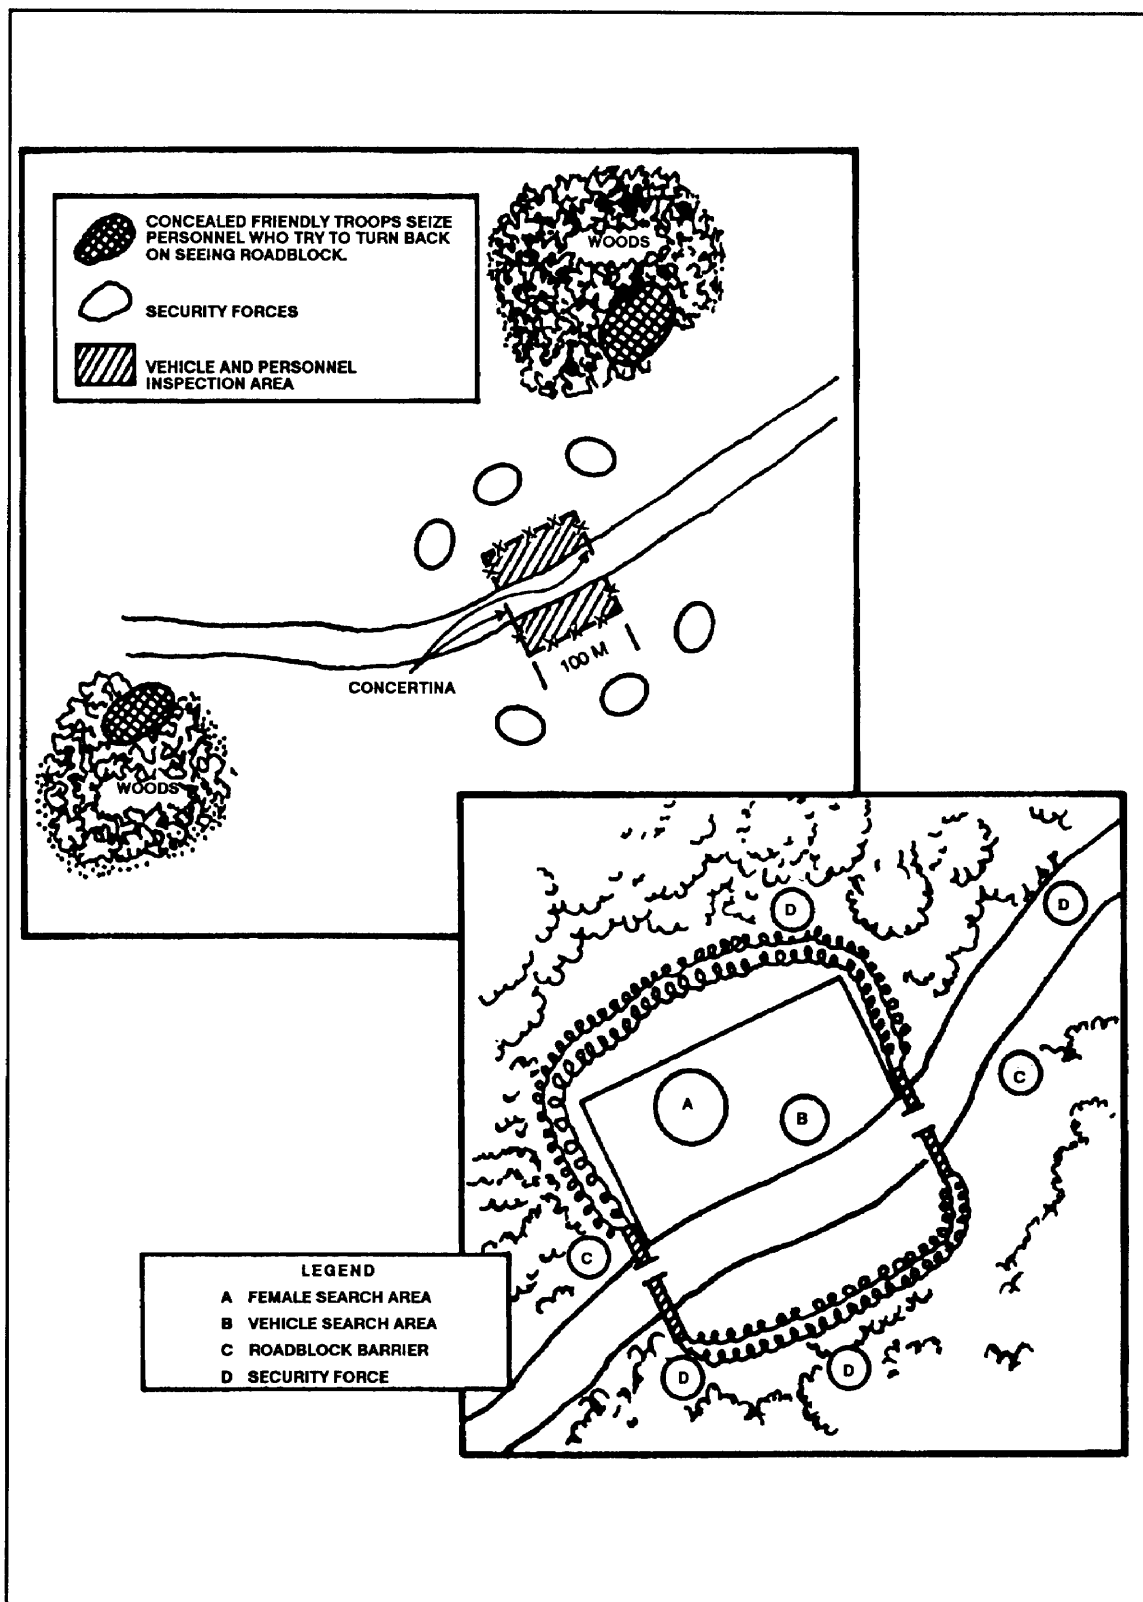 CONCEALED FRIENDLY TROOPS SEIZE
PERSONNEL WHO TRY TO TURN BACK
ON SEEING ROADBLOCK.
SECURITY FORCES
VEHICLE AND PERSONNEL
INSPECTION AREA
WOODS
100 M
CONCERTINA
WOODS
D
D
C
A
B
C
D
D
LEGEND
A FEMALE SEARCH AREA
B VEHICLE SEARCH AREA
C ROADBLOCK BARRIER
D SECURITY FORCE